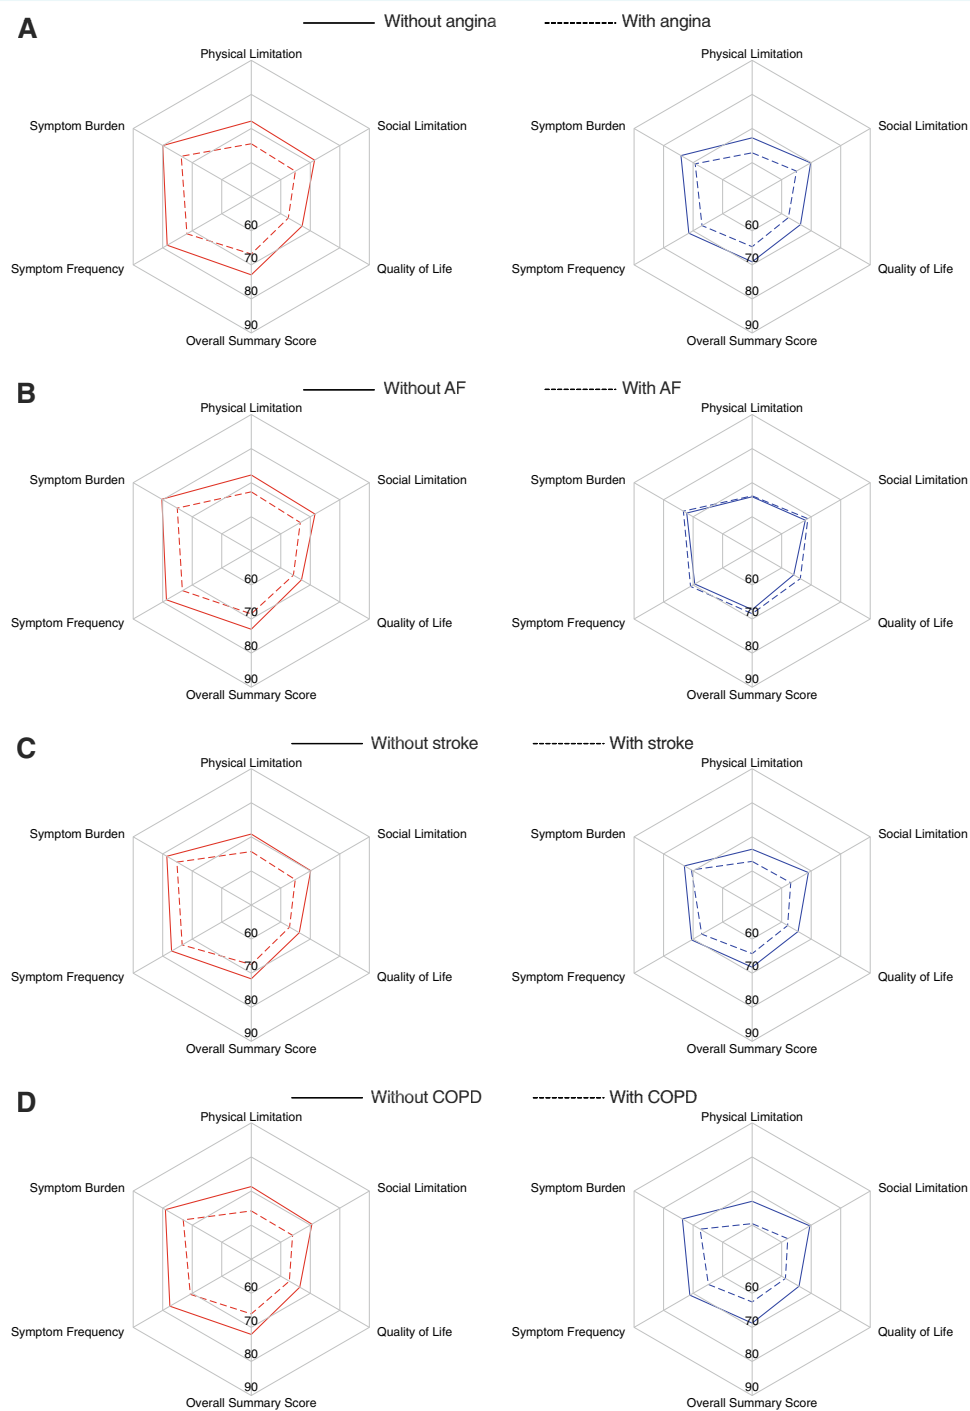 A
Without angina
With angina
Physical Limitation
Symptom Burden
Social Limitation
60
70
80
90
Symptom Frequency
Quality of Life
Overall Summary Score
Physical Limitation
Symptom Burden
Social Limitation
60
70
80
90
Symptom Frequency
Quality of Life
Overall Summary Score
B
Without AF
With AF
Physical Limitation
Symptom Burden
Social Limitation
60
70
80
90
Symptom Frequency
Quality of Life
Overall Summary Score
Physical Limitation
Symptom Burden
Social Limitation
60
70
80
90
Symptom Frequency
Quality of Life
Overall Summary Score
C
Without stroke
With stroke
Physical Limitation
Symptom Burden
Social Limitation
60
70
80
90
Symptom Frequency
Quality of Life
Overall Summary Score
Physical Limitation
Symptom Burden
Social Limitation
60
70
80
90
Symptom Frequency
Quality of Life
Overall Summary Score
D
Without COPD
With COPD
Physical Limitation
Symptom Burden
Social Limitation
60
70
80
90
Symptom Frequency
Quality of Life
Overall Summary Score
Physical Limitation
Symptom Burden
Social Limitation
60
70
80
90
Symptom Frequency
Quality of Life
Overall Summary Score